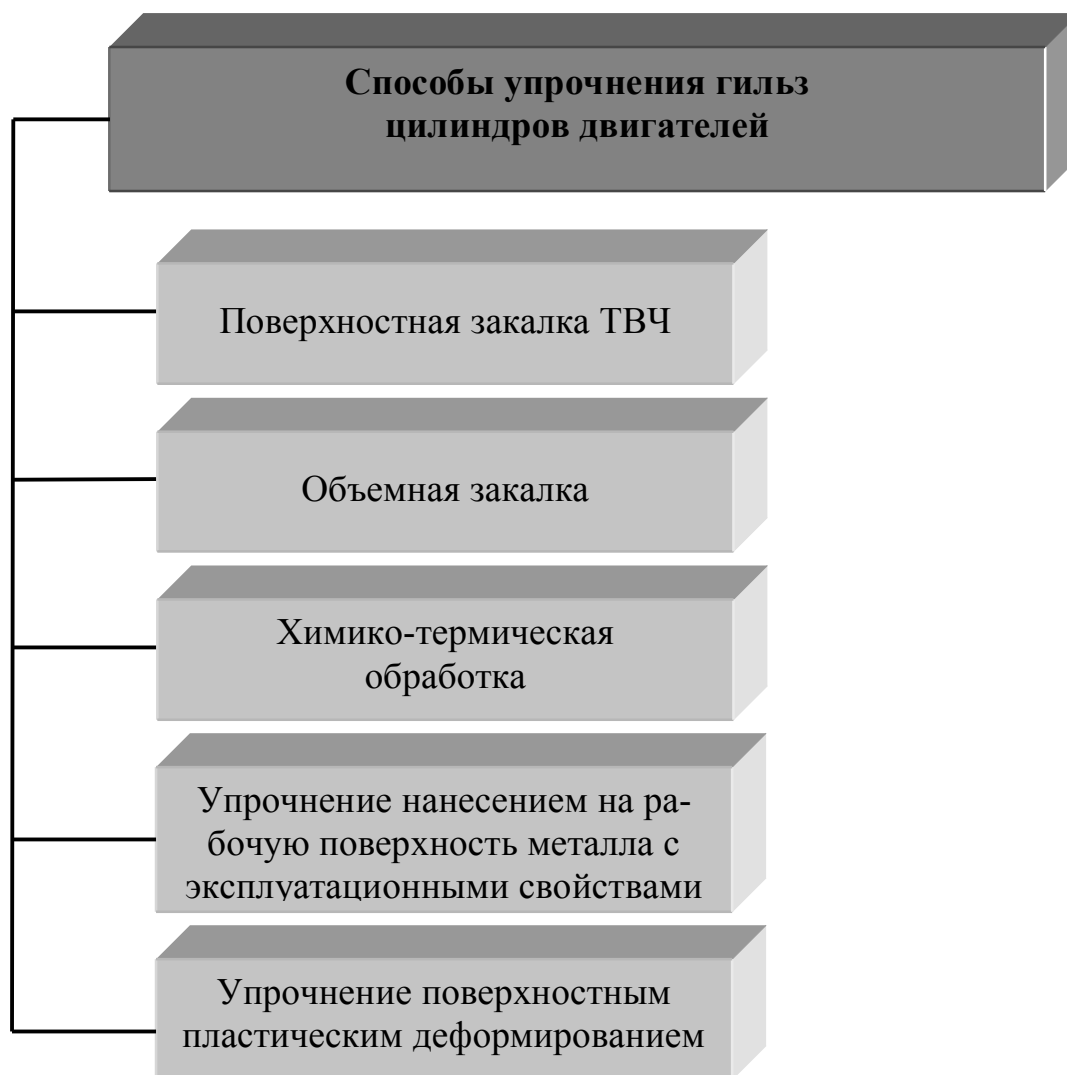 Способы упрочнения гильз
цилиндров двигателей
Поверхностная закалка ТВЧ
Объемная закалка
Химико-термическая
обработка
Упрочнение нанесением на ра-
бочую поверхность металла с
эксплуатационными свойствами
Упрочнение поверхностным
пластическим деформированием